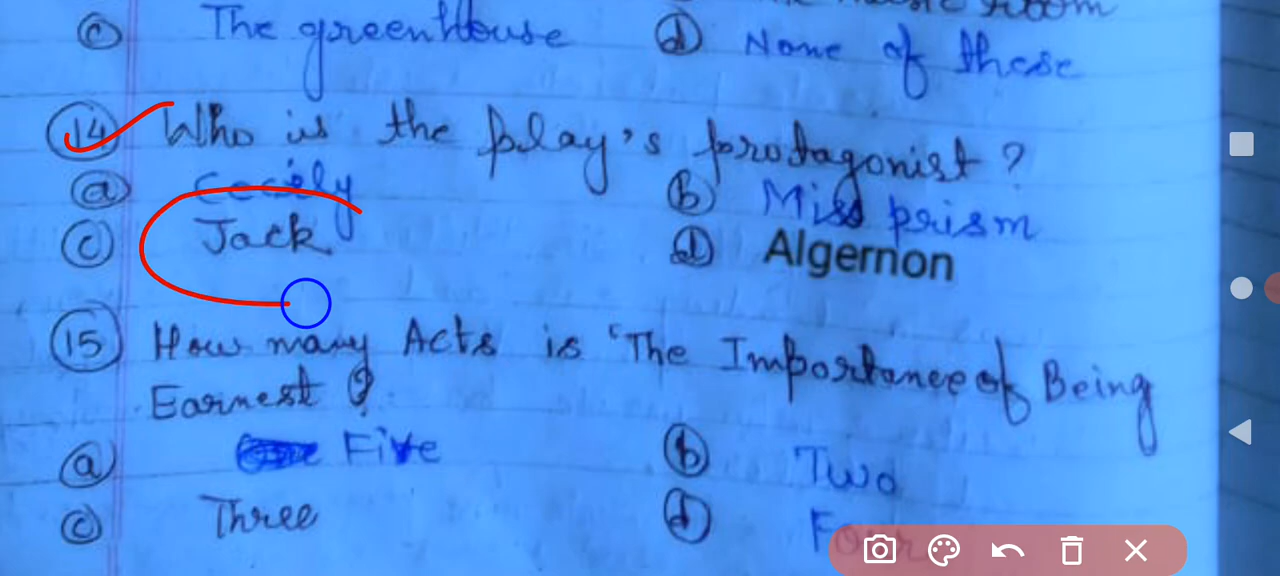 c The greenhouse d None of these
14 Who is the play's protagonist ?
a Cecily b Miss prism
c Jack d Algernon
15 How many Acts is 'The Importance of Being
Earnest ?
a Five b Two
c Three d Four